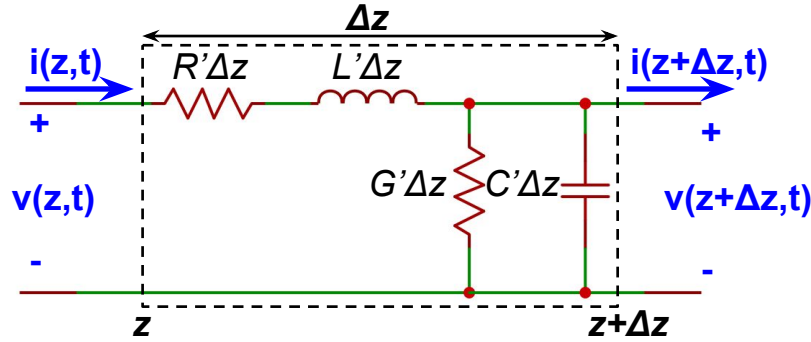 Δz
i(z,t)
R'Δz
L'Δz
i(z+Δz,t)
+
+
v(z,t)
G'Δz
C'Δz
v(z+Δz,t)
-
-
z
z+Δz